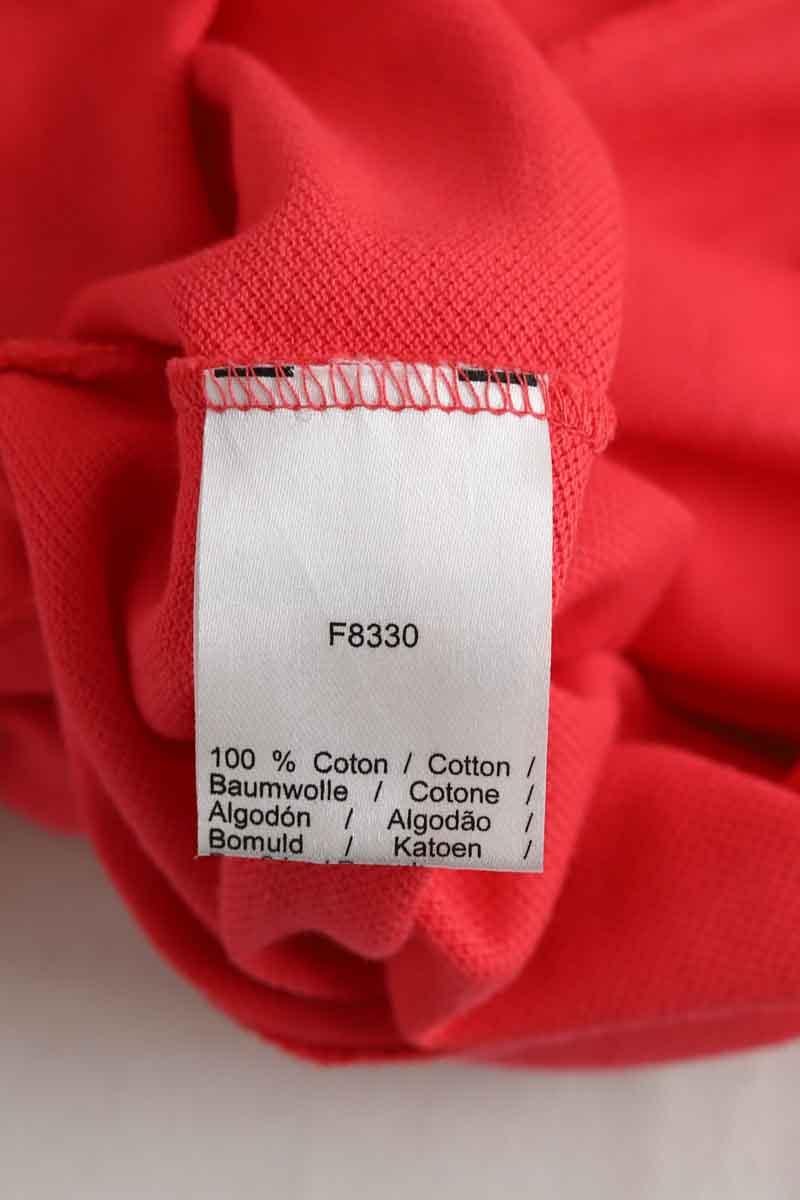 F8330
100 % Coton / Cotton /
Baumwolle / Cotone /
Algodón / Algodão /
Bomuld / Katoen /